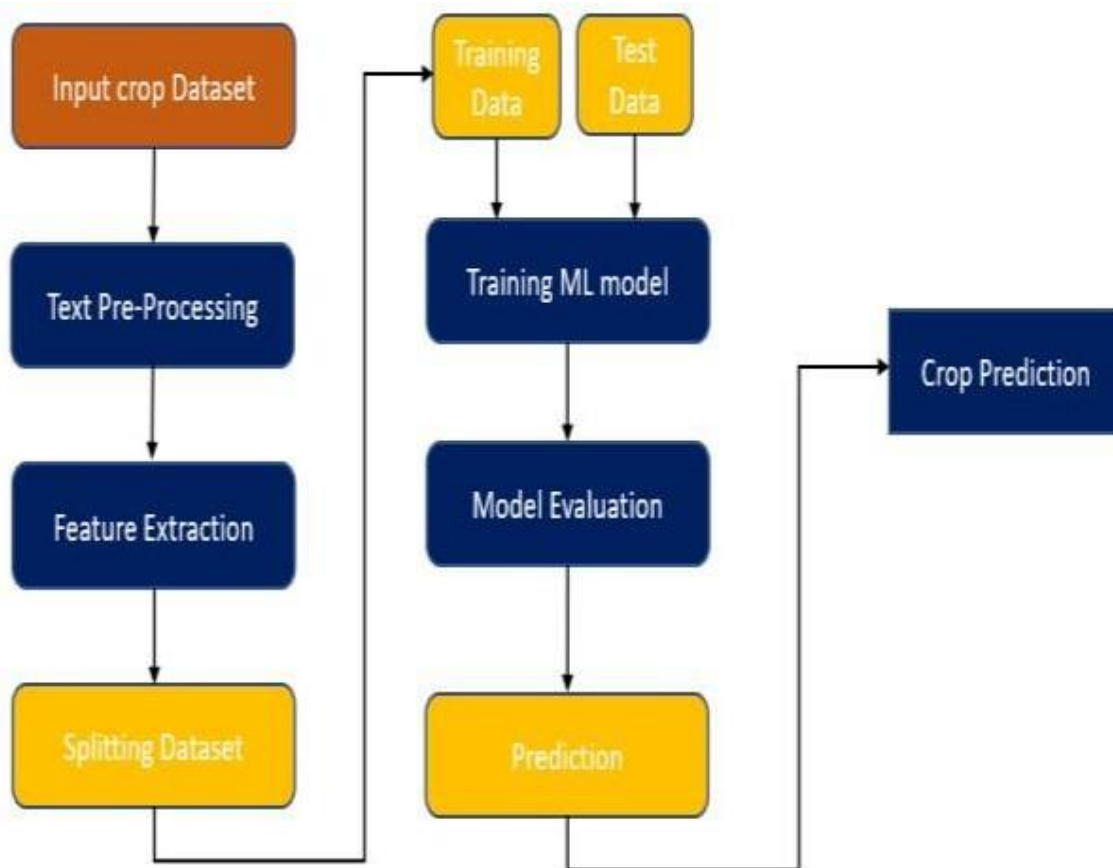 Input crop Dataset
Text Pre-Processing
Feature Extraction
Splitting Dataset
Training
Data
Test
Data
Training ML model
Model Evaluation
Prediction
Crop Prediction